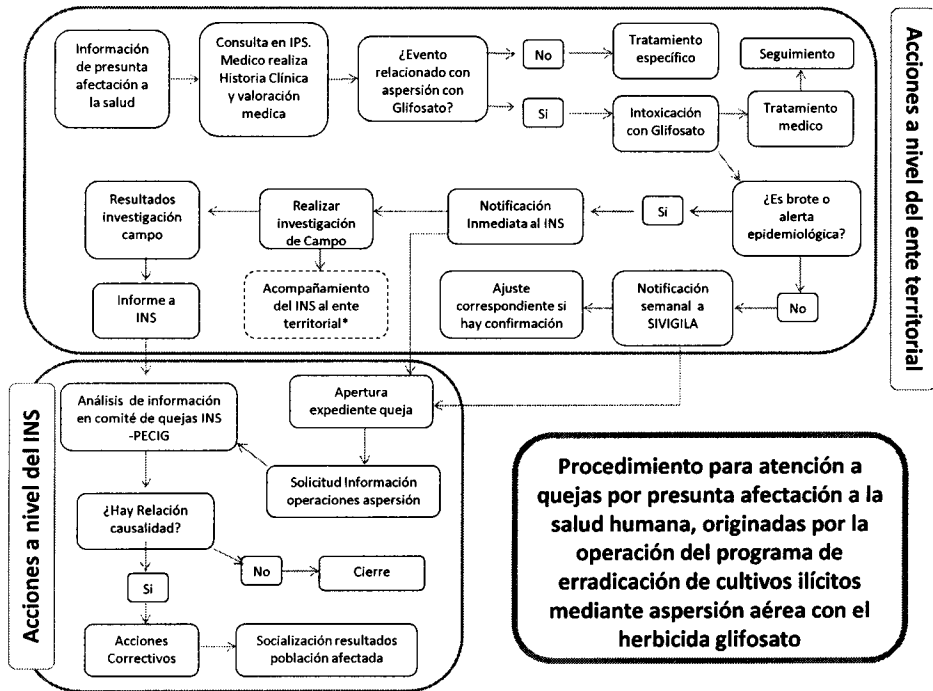 Información
de presunta
afectación a
la salud
Consulta en IPS.
Medico realiza
Historia Clínica
y valoración
medica
¿Evento
relacionado con
aspersión con
Glifosato?
No
Tratamiento
específico
Seguimiento
Si
Intoxicación
con Glifosato
Tratamiento
medico
Resultados
investigación
campo
Realizar
investigación
de Campo
Notificación
Inmediata al INS
Si
¿Es brote o
alerta
epidemiológica?
Informe a
INS
Acompañamiento
del INS al ente
territorial*
Ajuste
correspondiente si
hay confirmación
Notificación
semanal a
SIVIGILA
No
Acciones a nivel del ente territorial
Acciones a nivel del INS
Análisis de información
en comité de quejas INS
-PECIG
Apertura
expediente queja
Solicitud Información
operaciones aspersión
¿Hay Relación
causalidad?
No
Cierre
Si
Acciones
Correctivos
Socialización resultados
población afectada
Procedimiento para atención a
quejas por presunta afectación a la
salud humana, originadas por la
operación del programa de
erradicación de cultivos ilícitos
mediante aspersión aérea con el
herbicida glifosato